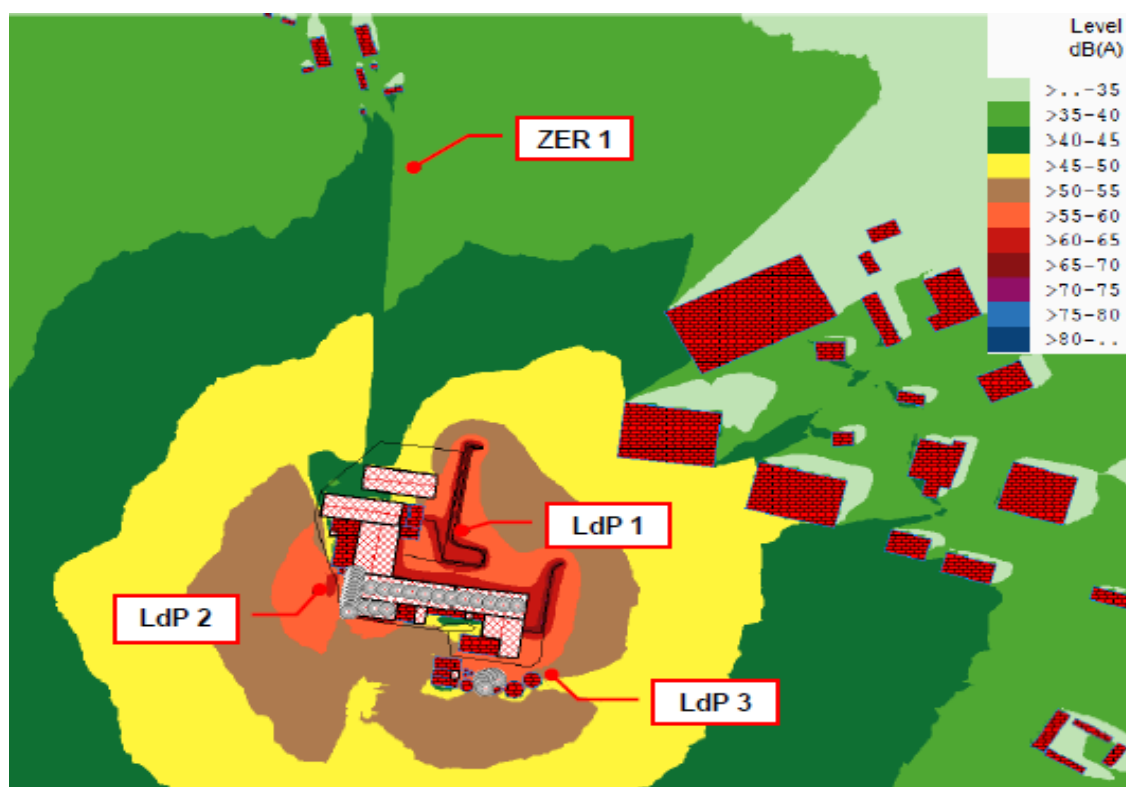 Level
dB(A)
>..-35
>35-40
>40-45
>45-50
>50-55
>55-60
>60-65
>65-70
>70-75
>75-80
>80-..
ZER 1
LdP 1
LdP 2
LdP 3